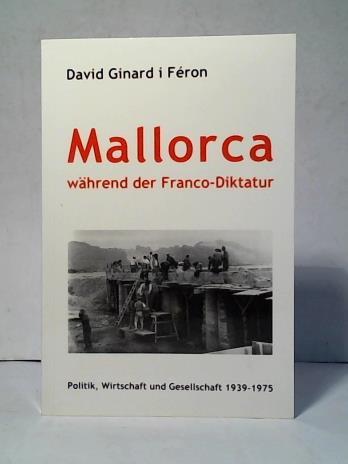 David Ginard i Féron
Mallorca
während der Franco-Diktatur
Politik, Wirtschaft und Gesellschaft 1939-1975